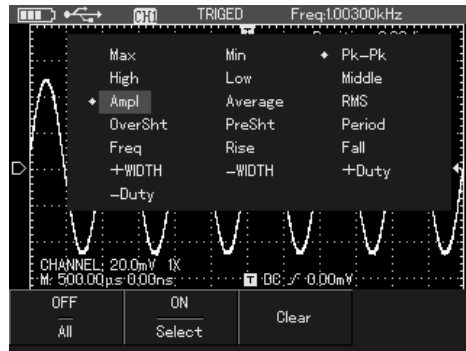 CH1 TRIGED Freq:1.00300kHz
Max Min Pk-Pk
High Low Middle
Ampl Average RMS
OverSht PreSht Period
Freq Rise Fall
+WIDTH -WIDTH +Duty
-Duty
CHANNEL: 20.0mV 1X
M: 500.00µs 0.00ns T DC 0.00mV
OFF ON Clear
All Select